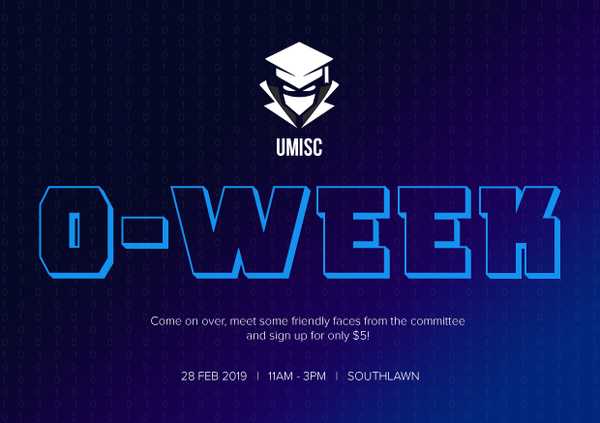 UMISC
O-WEEK
Come on over, meet some friendly faces from the committee
and sign up for only $5!
28 FEB 2019 | 11AM - 3PM | SOUTHLAWN